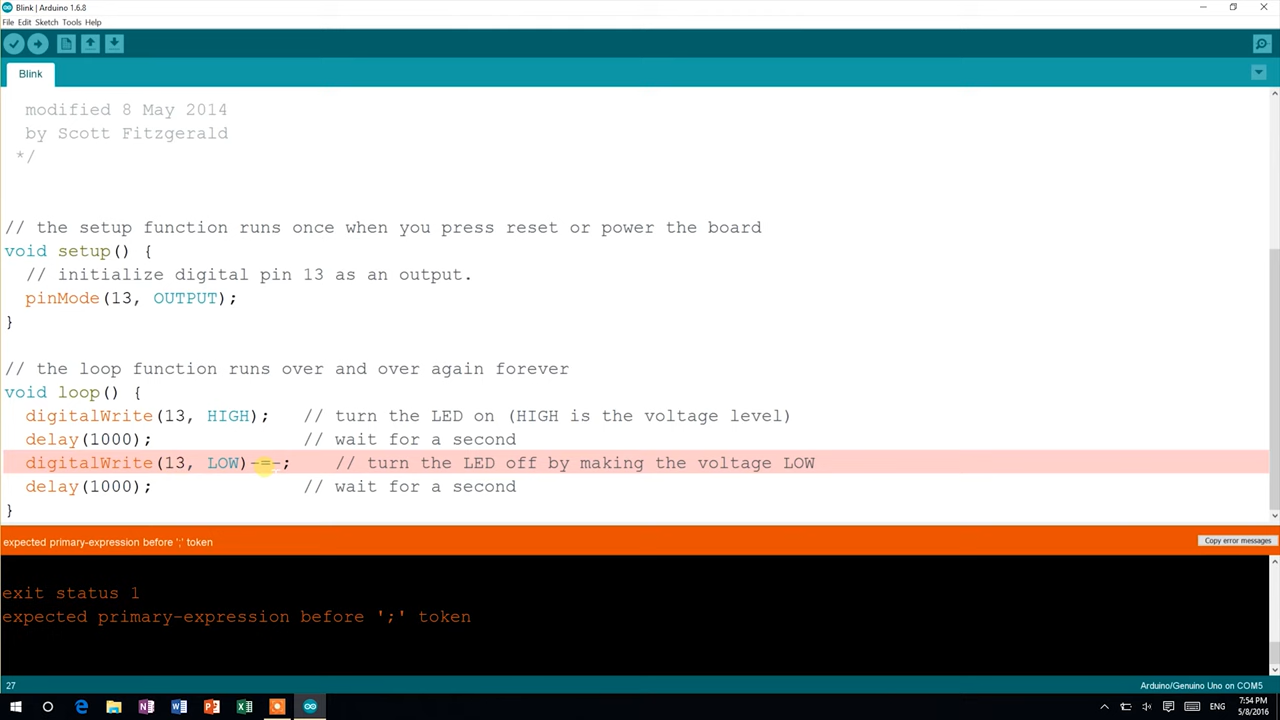 Blink | Arduino 1.6.8
File Edit Sketch Tools Help
Blink
modified 8 May 2014
by Scott Fitzgerald
*/
// the setup function runs once when you press reset or power the board
void setup() {
// initialize digital pin 13 as an output.
pinMode(13, OUTPUT);
}
// the loop function runs over and over again forever
void loop() {
digitalWrite(13, HIGH);   // turn the LED on (HIGH is the voltage level)
delay(1000);              // wait for a second
digitalWrite(13, LOW)-=-;    // turn the LED off by making the voltage LOW
delay(1000);              // wait for a second
}
expected primary-expression before ';' token
Copy error messages
exit status 1
expected primary-expression before ';' token
27
Arduino/Genuino Uno on COM5
ENG
7:54 PM
5/8/2016